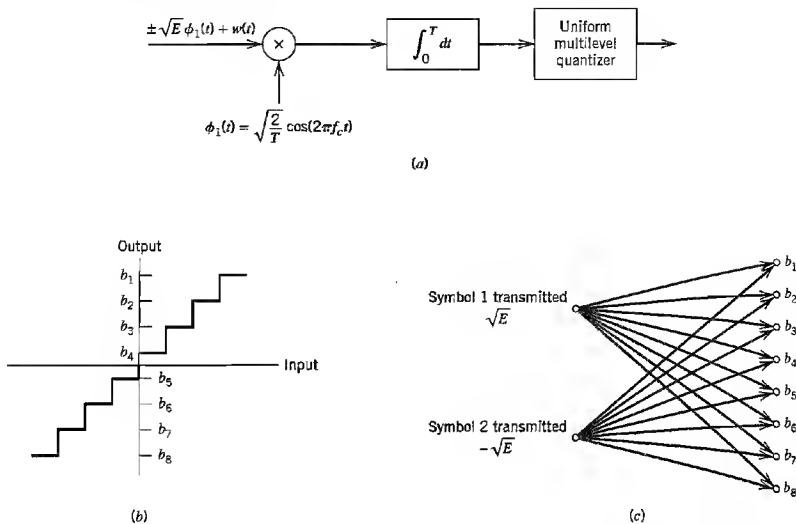 ±√E ϕ₁(t) + w(t)
×
∫₀ᵀ dt
Uniform
multilevel
quantizer
ϕ₁(t) = √(2/T) cos(2πf_c t)
(a)
Output
b₁
b₂
b₃
b₄
Input
b₅
b₆
b₇
b₈
(b)
Symbol 1 transmitted
√E
Symbol 2 transmitted
−√E
b₁
b₂
b₃
b₄
b₅
b₆
b₇
b₈
(c)